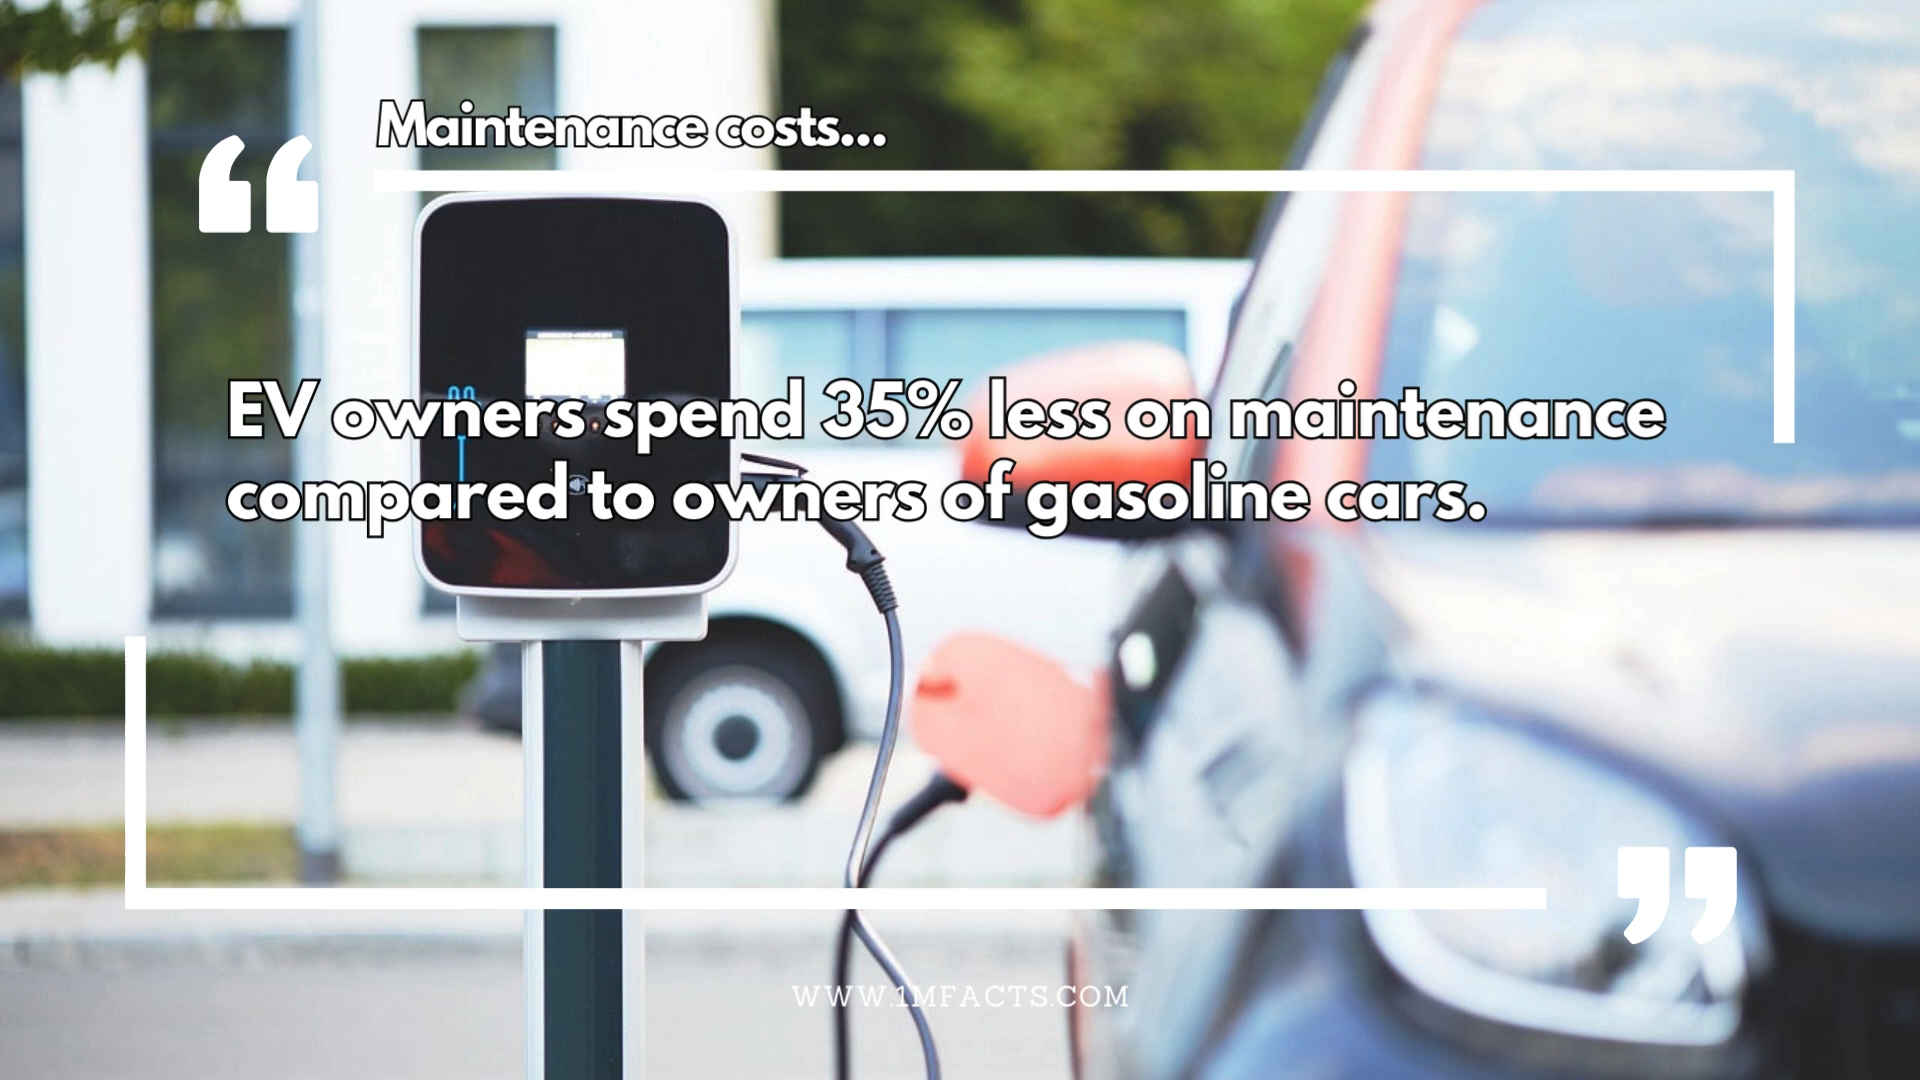 Maintenance costs...
EV owners spend 35% less on maintenance
compared to owners of gasoline cars.
WWW.1MFACTS.COM